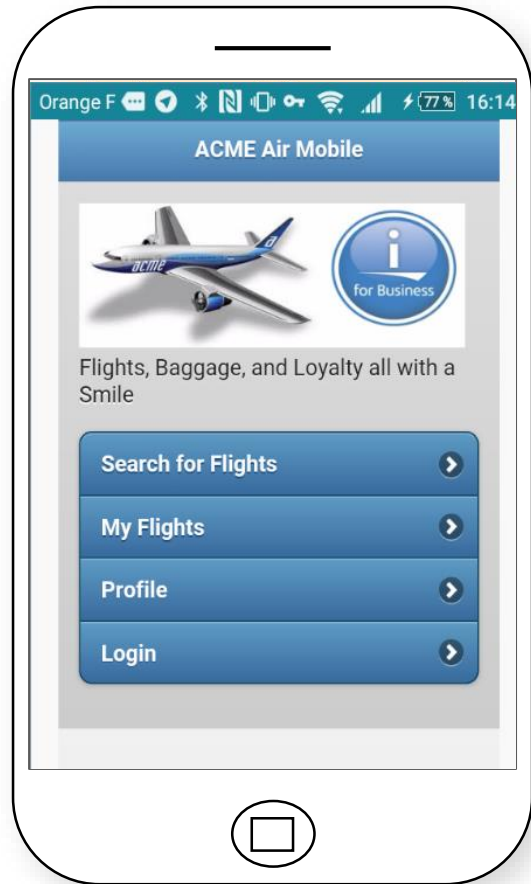 Orange F 77% 16:14
ACME Air Mobile
acme
i
for Business
Flights, Baggage, and Loyalty all with a
Smile
Search for Flights
My Flights
Profile
Login